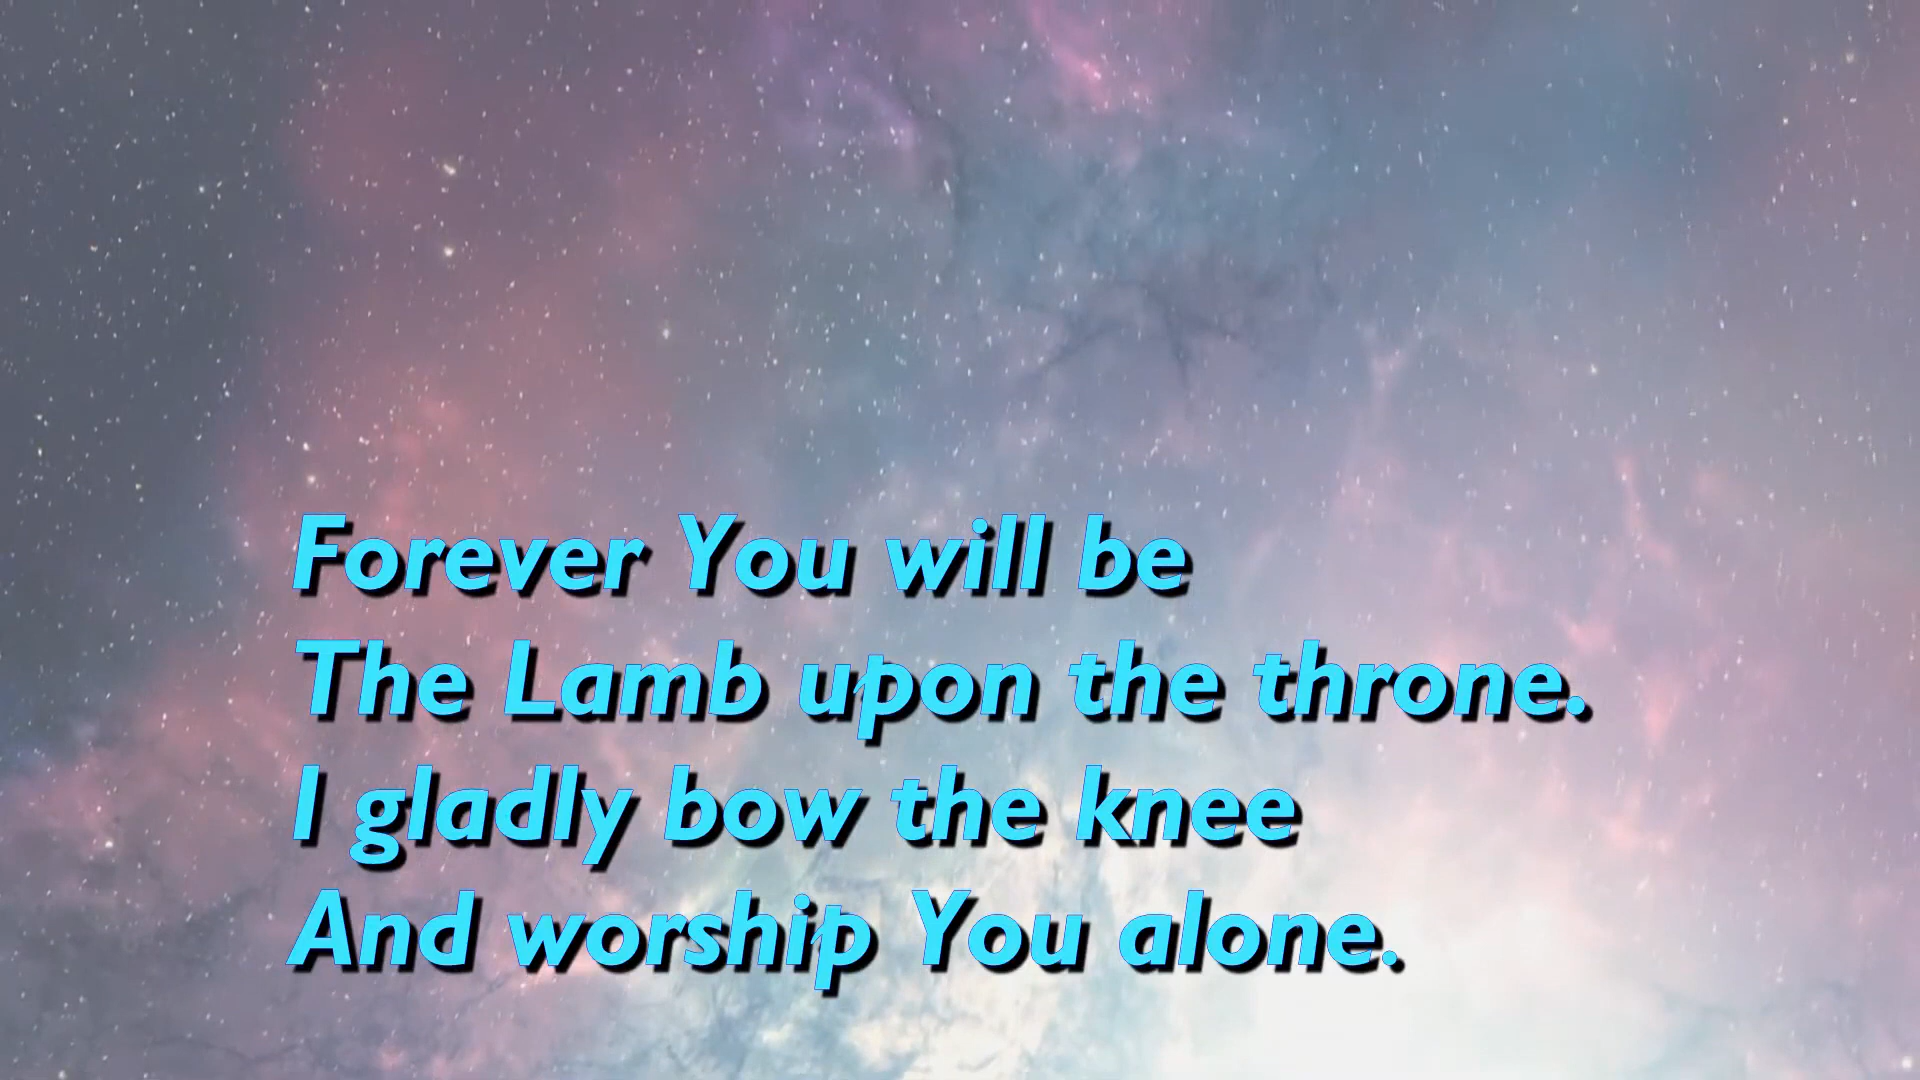 Forever You will be
The Lamb upon the throne.
I gladly bow the knee
And worship You alone.